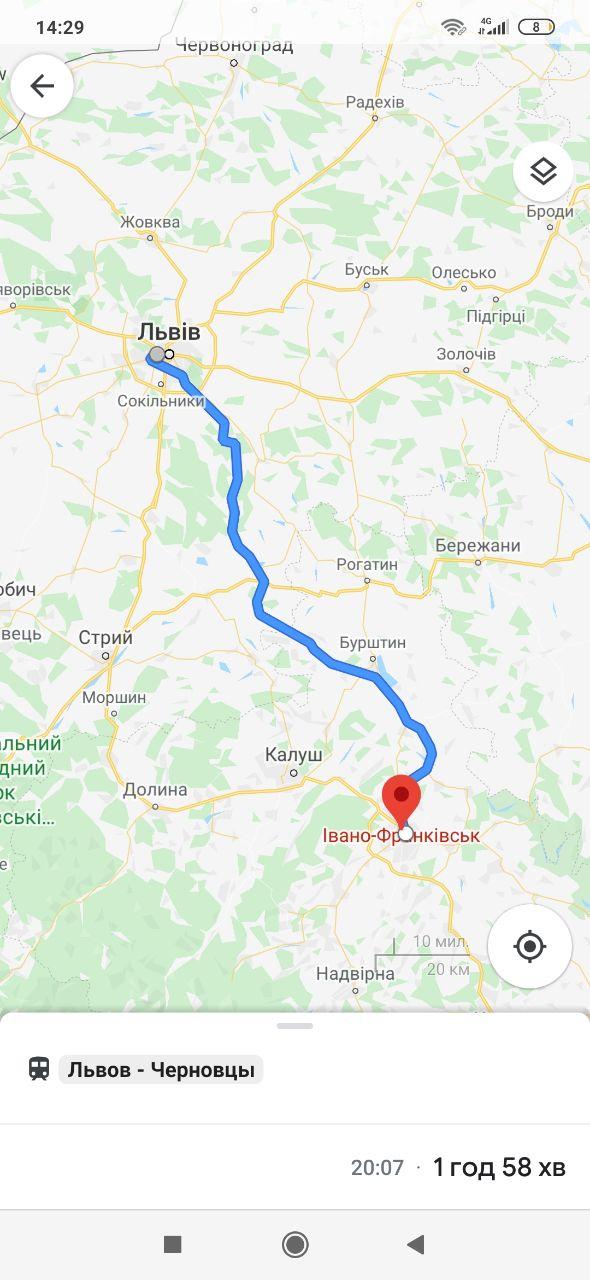 14:29
4G
8
Червоноград
Радехів
Броди
Жовква
Буськ
Олесько
яворівськ
Підгірці
Львів
Золочів
Сокільники
Бережани
Рогатин
обич
вець
Стрий
Бурштин
Моршин
альний
дний
рк
вські...
Калуш
Долина
Івано-Франківськ
е
10 мил.
Надвірна
20 км
Львов - Черновцы
20:07 · 1 год 58 хв